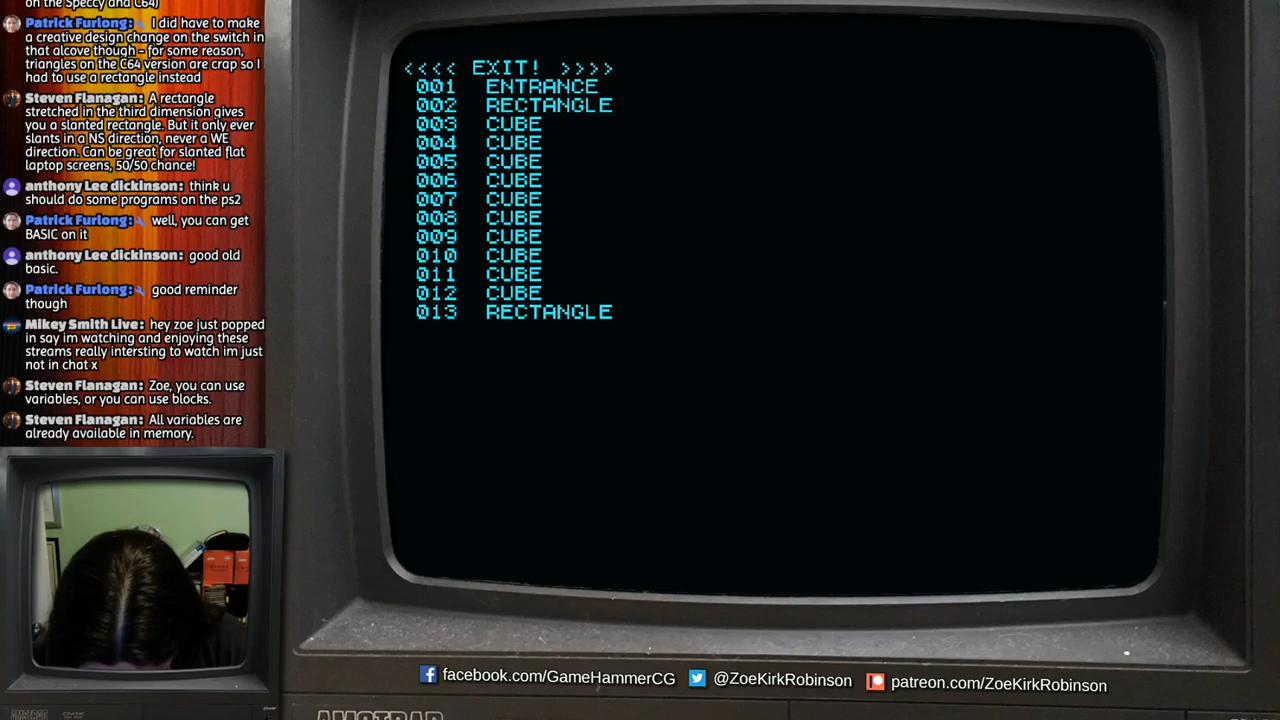 on the Speccy and C64)
Patrick Furlong: I did have to make
a creative design change on the switch in
that alcove though - for some reason,
triangles on the C64 version are crap so I
had to use a rectangle instead
Steven Flanagan: A rectangle
stretched in the third dimension gives
you a slanted rectangle. But it only ever
slants in a NS direction, never a WE
direction. Can be great for slanted flat
laptop screens, 50/50 chance!
anthony Lee dickinson: think u
should do some programs on the ps2
Patrick Furlong: well, you can get
BASIC on it
anthony Lee dickinson: good old
basic.
Patrick Furlong: good reminder
though
Mikey Smith Live: hey zoe just popped
in say im watching and enjoying these
streams really intersting to watch im just
not in chat x
Steven Flanagan: Zoe, you can use
variables, or you can use blocks.
Steven Flanagan: All variables are
already available in memory.
<<<< EXIT! >>>>
001 ENTRANCE
002 RECTANGLE
003 CUBE
004 CUBE
005 CUBE
006 CUBE
007 CUBE
008 CUBE
009 CUBE
010 CUBE
011 CUBE
012 CUBE
013 RECTANGLE
facebook.com/GameHammerCG @ZoeKirkRobinson patreon.com/ZoeKirkRobinson